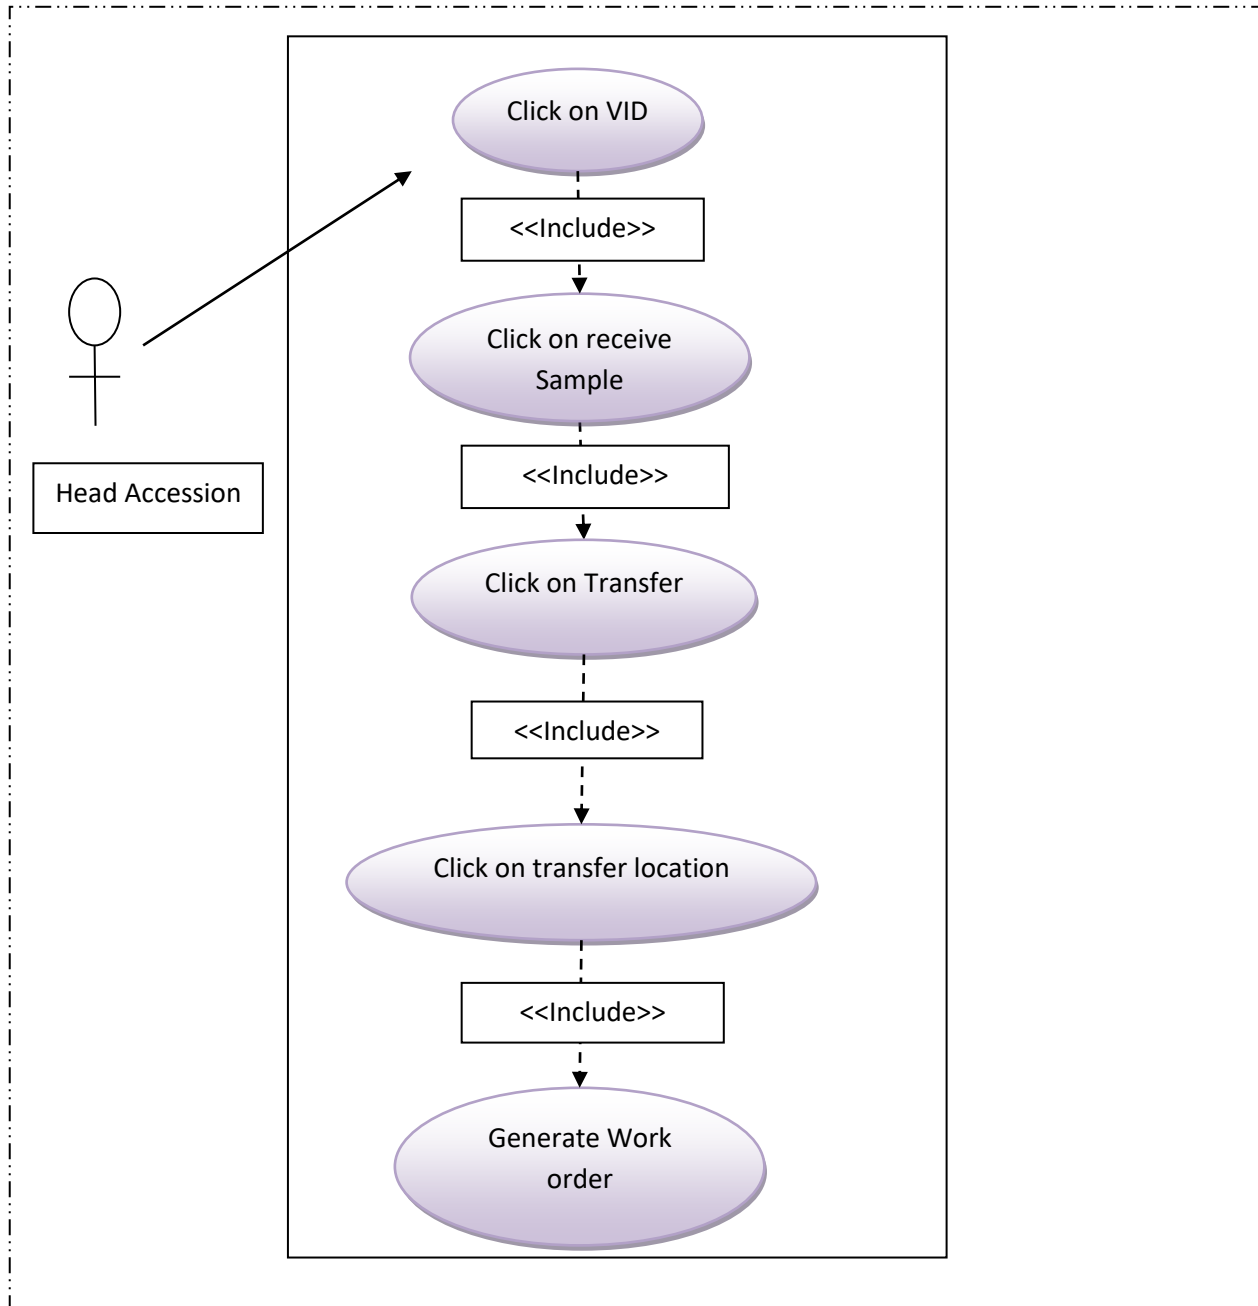 Click on VID
<<Include>>
Click on receive
Sample
<<Include>>
Head Accession
Click on Transfer
<<Include>>
Click on transfer location
<<Include>>
Generate Work
order